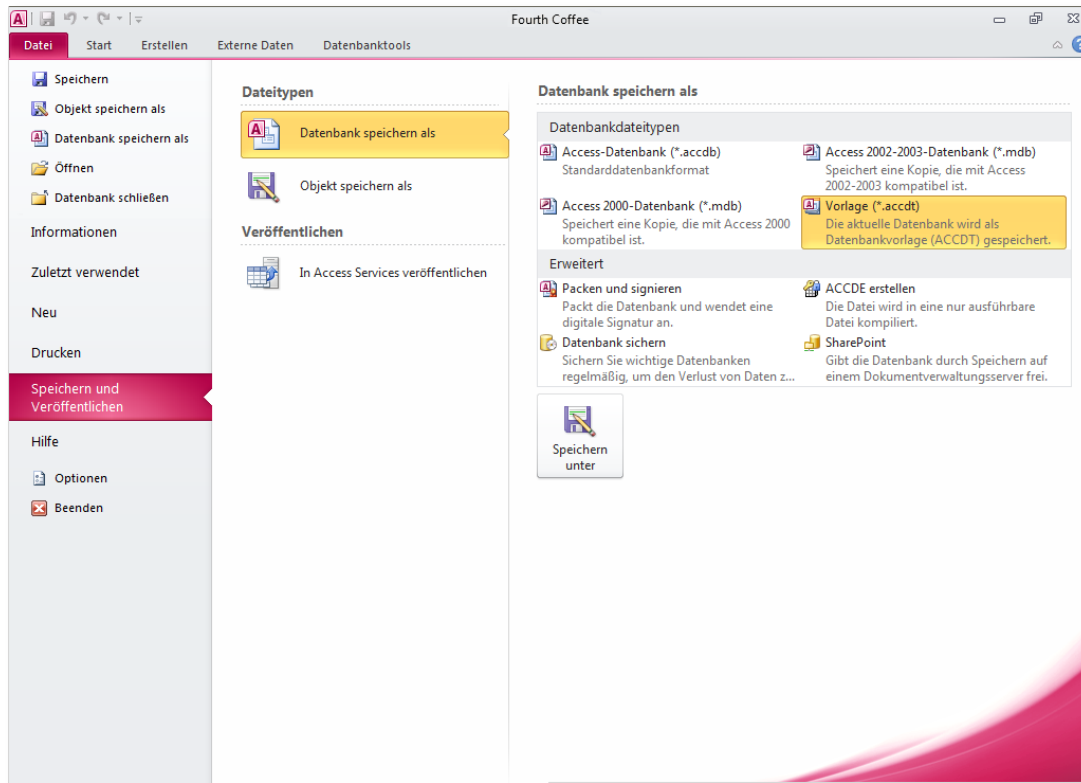 Fourth Coffee
Datei Start Erstellen Externe Daten Datenbanktools
Speichern
Objekt speichern als
Datenbank speichern als
Öffnen
Datenbank schließen
Informationen
Zuletzt verwendet
Neu
Drucken
Speichern und
Veröffentlichen
Hilfe
Optionen
Beenden
Dateitypen
Datenbank speichern als
Objekt speichern als
Veröffentlichen
In Access Services veröffentlichen
Datenbank speichern als
Datenbankdateitypen
Access-Datenbank (*.accdb)
Standarddatenbankformat
Access 2002-2003-Datenbank (*.mdb)
Speichert eine Kopie, die mit Access
2002-2003 kompatibel ist.
Access 2000-Datenbank (*.mdb)
Speichert eine Kopie, die mit Access 2000
kompatibel ist.
Vorlage (*.accdt)
Die aktuelle Datenbank wird als
Datenbankvorlage (ACCDT) gespeichert.
Erweitert
Packen und signieren
Packt die Datenbank und wendet eine
digitale Signatur an.
ACCDE erstellen
Die Datei wird in eine nur ausführbare
Datei kompiliert.
Datenbank sichern
Sichern Sie wichtige Datenbanken
regelmäßig, um den Verlust von Daten z...
SharePoint
Gibt die Datenbank durch Speichern auf
einem Dokumentverwaltungsserver frei.
Speichern
unter